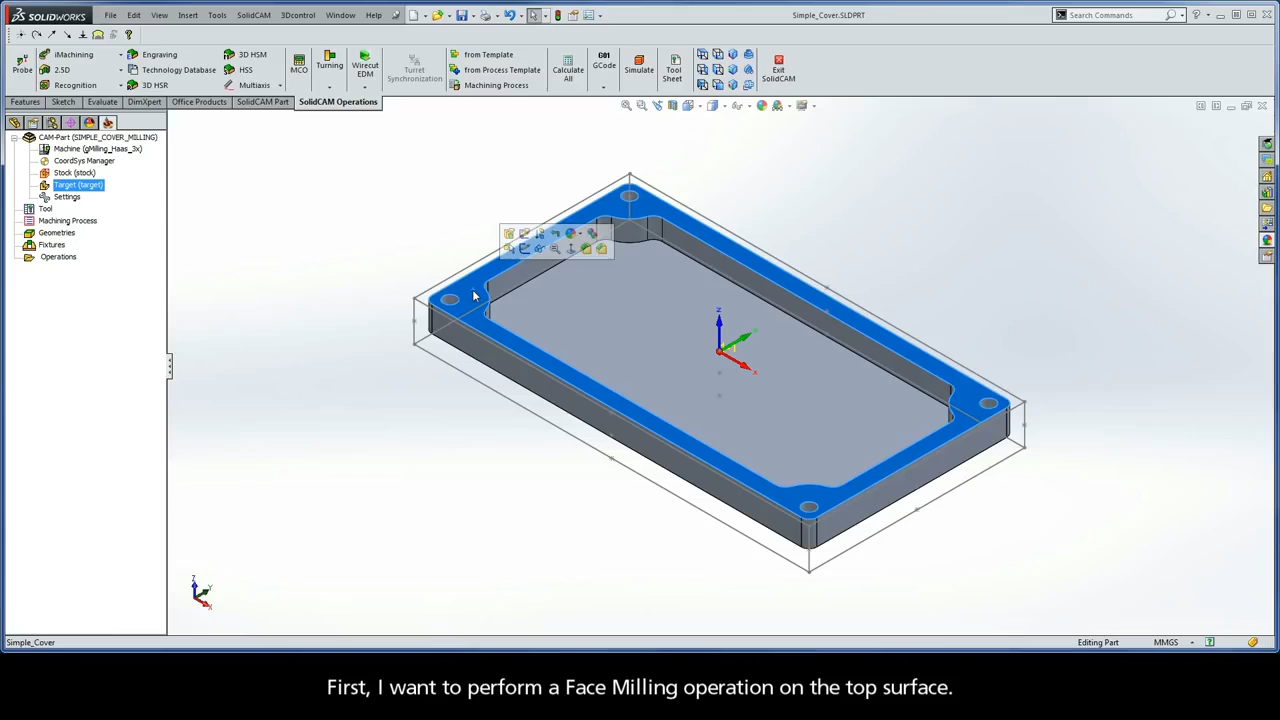 SOLIDWORKS File Edit View Insert Tools SolidCAM 3Dcontrol Window Help Simple_Cover.SLDPRT Search Commands
Probe iMachining Engraving 3D HSM MCO Turning Wirecut EDM Turret Synchronization from Template Calculate All G01 GCode Simulate Tool Sheet Exit SolidCAM
2.5D Technology Database HSS from Process Template
Recognition 3D HSR Multiaxis Machining Process
Features Sketch Evaluate DimXpert Office Products SolidCAM Part SolidCAM Operations
CAM-Part (SIMPLE_COVER_MILLING)
Machine (gMilling_Haas_3x)
CoordSys Manager
Stock (stock)
Target (target)
Settings
Tool
Machining Process
Geometries
Fixtures
Operations
Z
X
Z
Y
X
Simple_Cover Editing Part MMGS
First, I want to perform a Face Milling operation on the top surface.